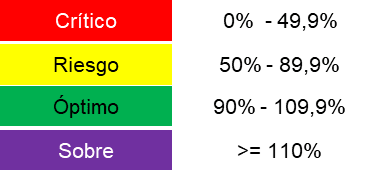 Crítico 0% - 49,9%
Riesgo 50% - 89,9%
Óptimo 90% - 109,9%
Sobre >= 110%